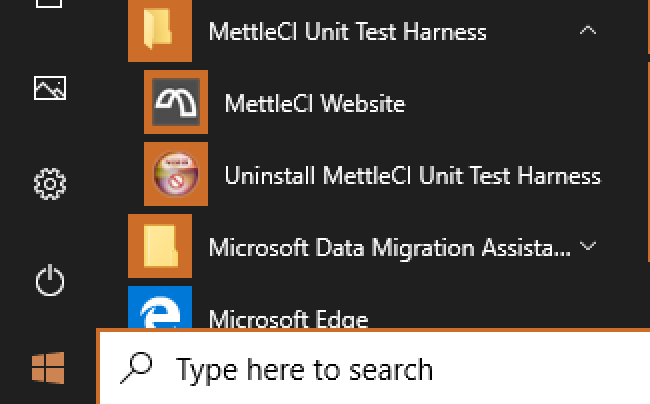 MettleCI Unit Test Harness
MettleCI Website
Uninstall MettleCI Unit Test Harness
Microsoft Data Migration Assista...
Microsoft Edge
Type here to search